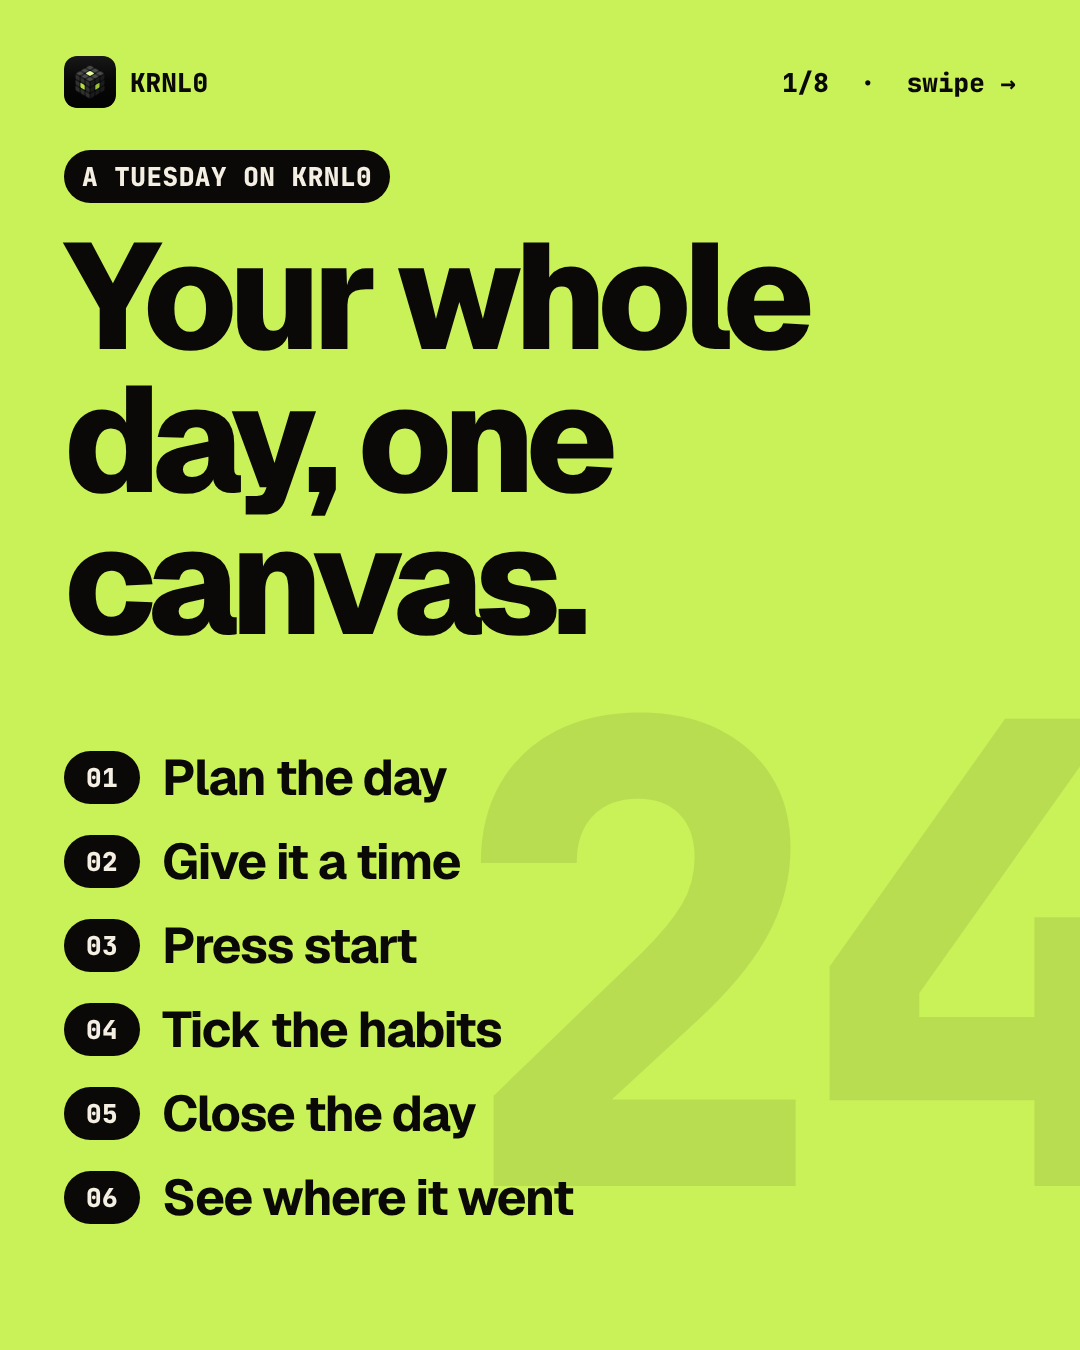 KRNL0
1/8 · swipe →
A TUESDAY ON KRNL0
Your whole
day, one
canvas.
24
01 Plan the day
02 Give it a time
03 Press start
04 Tick the habits
05 Close the day
06 See where it went